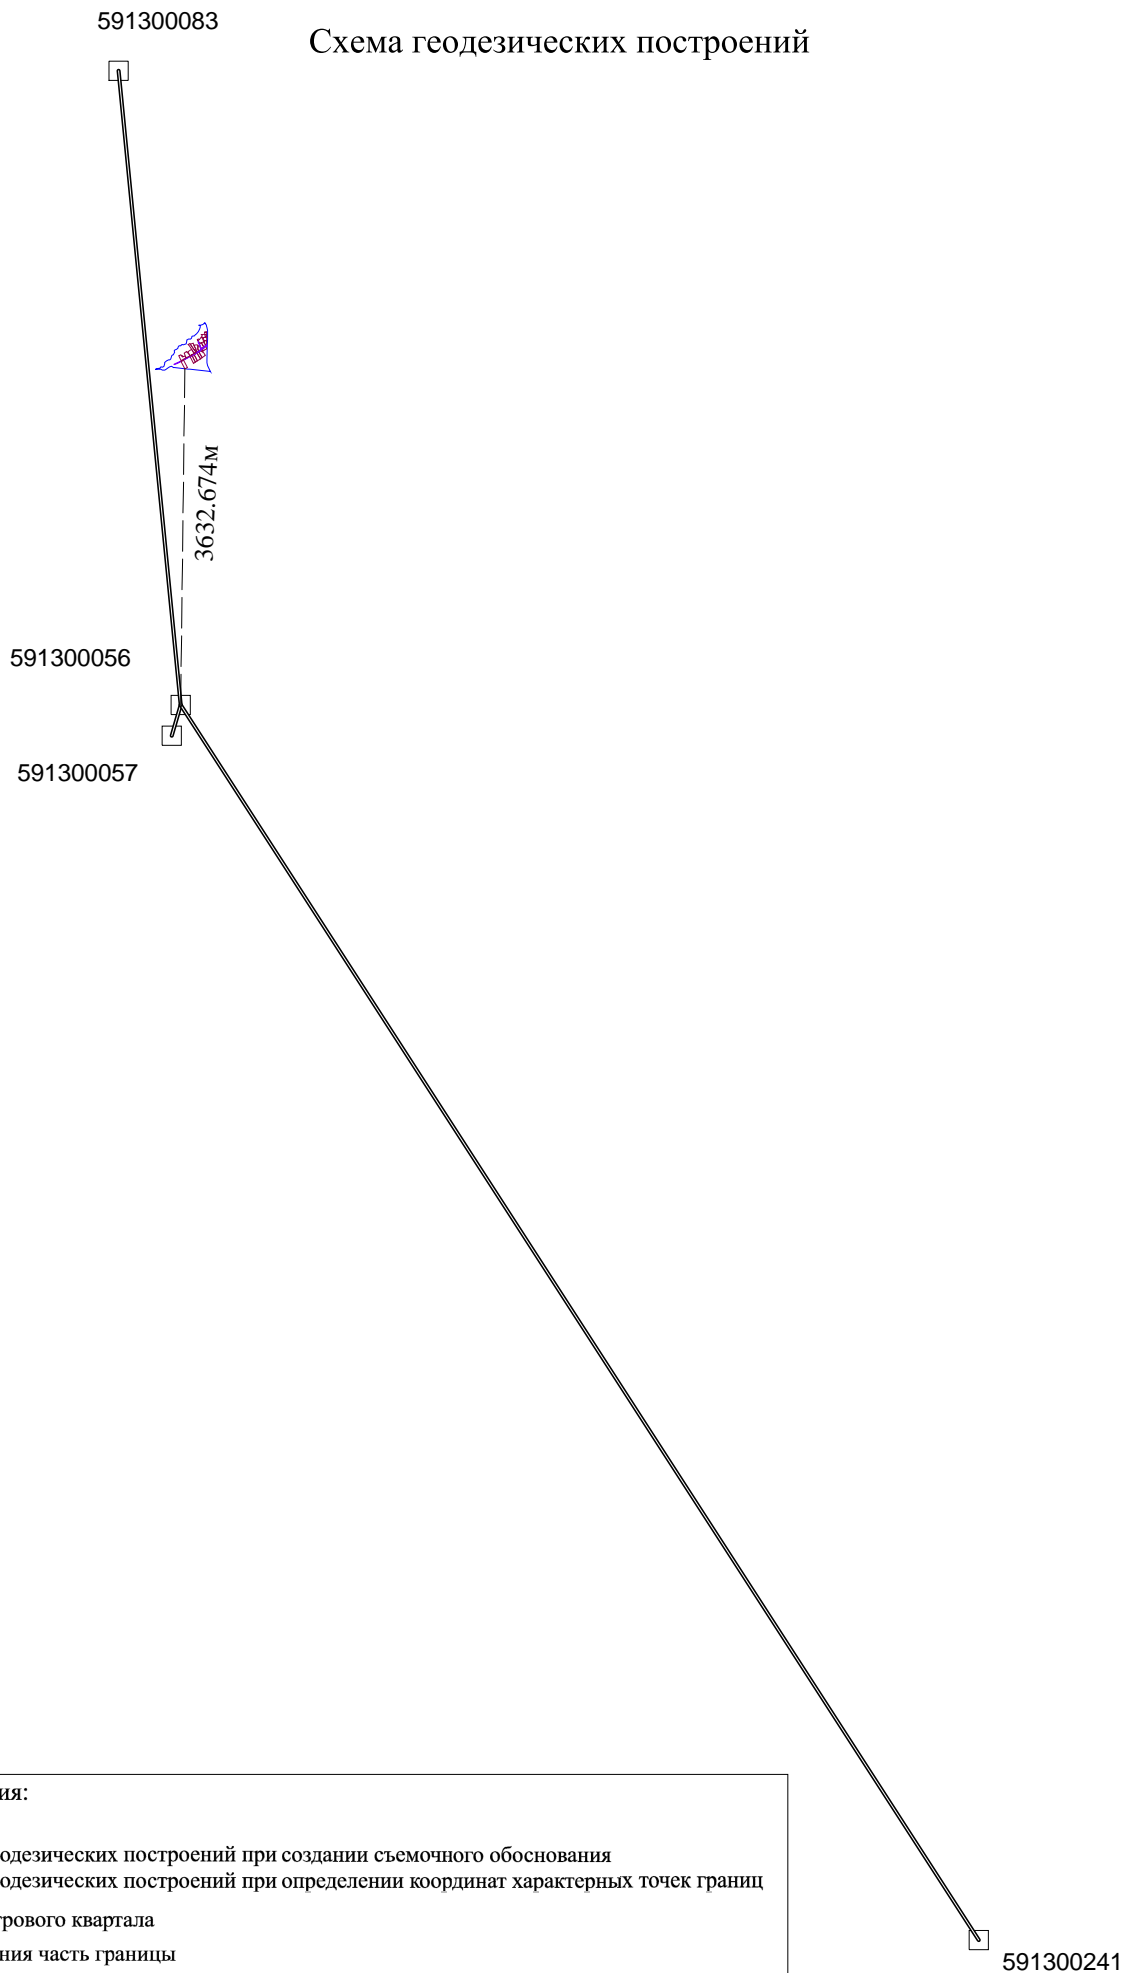 591300083
Схема геодезических построений
3632.674м
591300056
591300057
ия:
одезических построений при создании съемочного обоснования
одезических построений при определении координат характерных точек границ
трового квартала
ния часть границы
591300241